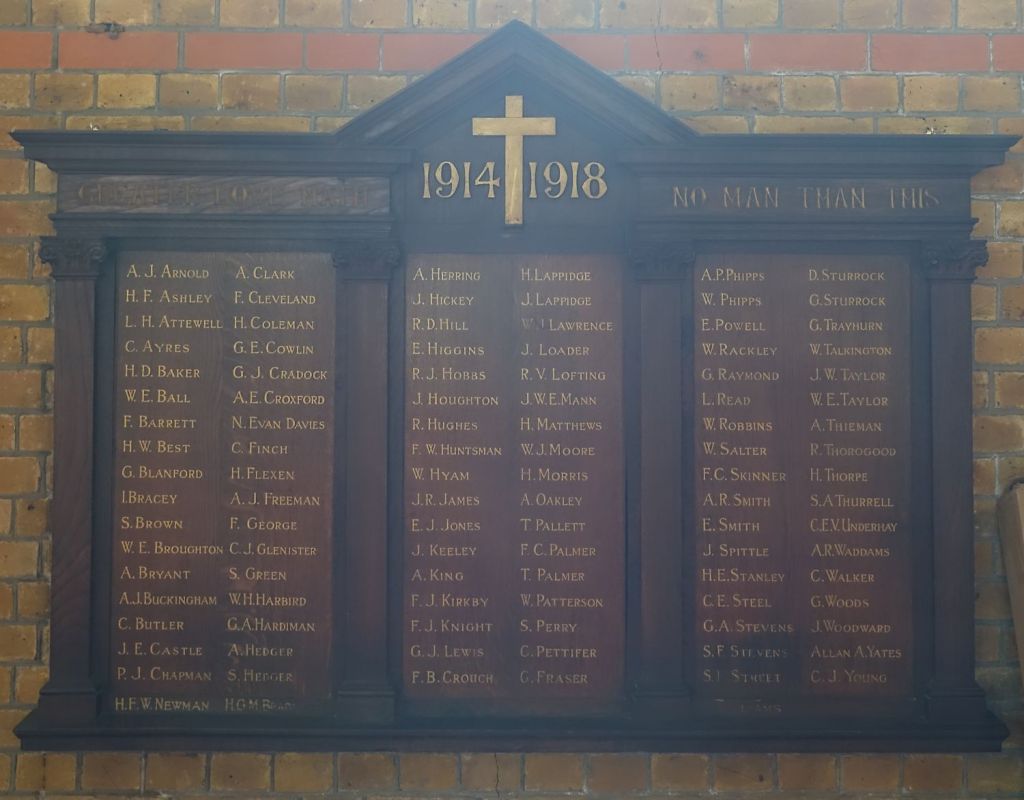 1914 1918
GREATER LOVE HATH
NO MAN THAN THIS
A. J. ARNOLD
H. F. ASHLEY
L. H. ATTEWELL
C. AYRES
H. D. BAKER
W. E. BALL
F. BARRETT
H. W. BEST
G. BLANFORD
I. BRACEY
S. BROWN
W. E. BROUGHTON
A. BRYANT
A. J. BUCKINGHAM
C. BUTLER
J. E. CASTLE
P. J. CHAPMAN
H. F. W. NEWMAN
A. CLARK
F. CLEVELAND
H. COLEMAN
G. E. COWLIN
G. J. CRADOCK
A. E. CROXFORD
N. EVAN DAVIES
C. FINCH
H. FLEXEN
A. J. FREEMAN
F. GEORGE
C. J. GLENISTER
S. GREEN
W. H. HARBIRD
G. A. HARDIMAN
A. HEDGER
S. HEDGER
H. G. M.
A. HERRING
J. HICKEY
R. D. HILL
E. HIGGINS
R. J. HOBBS
J. HOUGHTON
R. HUGHES
F. W. HUNTSMAN
W. HYAM
J. R. JAMES
E. J. JONES
J. KEELEY
A. KING
F. J. KIRKBY
F. J. KNIGHT
G. J. LEWIS
F. B. CROUCH
H. LAPPIDGE
J. LAPPIDGE
W. J. LAWRENCE
J. LOADER
R. V. LOFTING
J. W. E. MANN
H. MATTHEWS
W. J. MOORE
H. MORRIS
A. OAKLEY
T. PALLETT
F. C. PALMER
T. PALMER
W. PATTERSON
S. PERRY
C. PETTIFER
G. FRASER
A. P. PHIPPS
W. PHIPPS
E. POWELL
W. RACKLEY
G. RAYMOND
L. READ
W. ROBBINS
W. SALTER
F. C. SKINNER
A. R. SMITH
E. SMITH
J. SPITTLE
H. E. STANLEY
C. E. STEEL
G. A. STEVENS
S. F. STEVENS
STREET
D. STURROCK
G. STURROCK
G. TRAYHURN
W. TALKINGTON
J. W. TAYLOR
W. E. TAYLOR
A. THIEMAN
R. THOROGOOD
H. THORPE
S. A THURRELL
C. E. V. UNDERHAY
A. R. WADDAMS
C. WALKER
G. WOODS
J. WOODWARD
ALLAN A. YATES
C. J. YOUNG